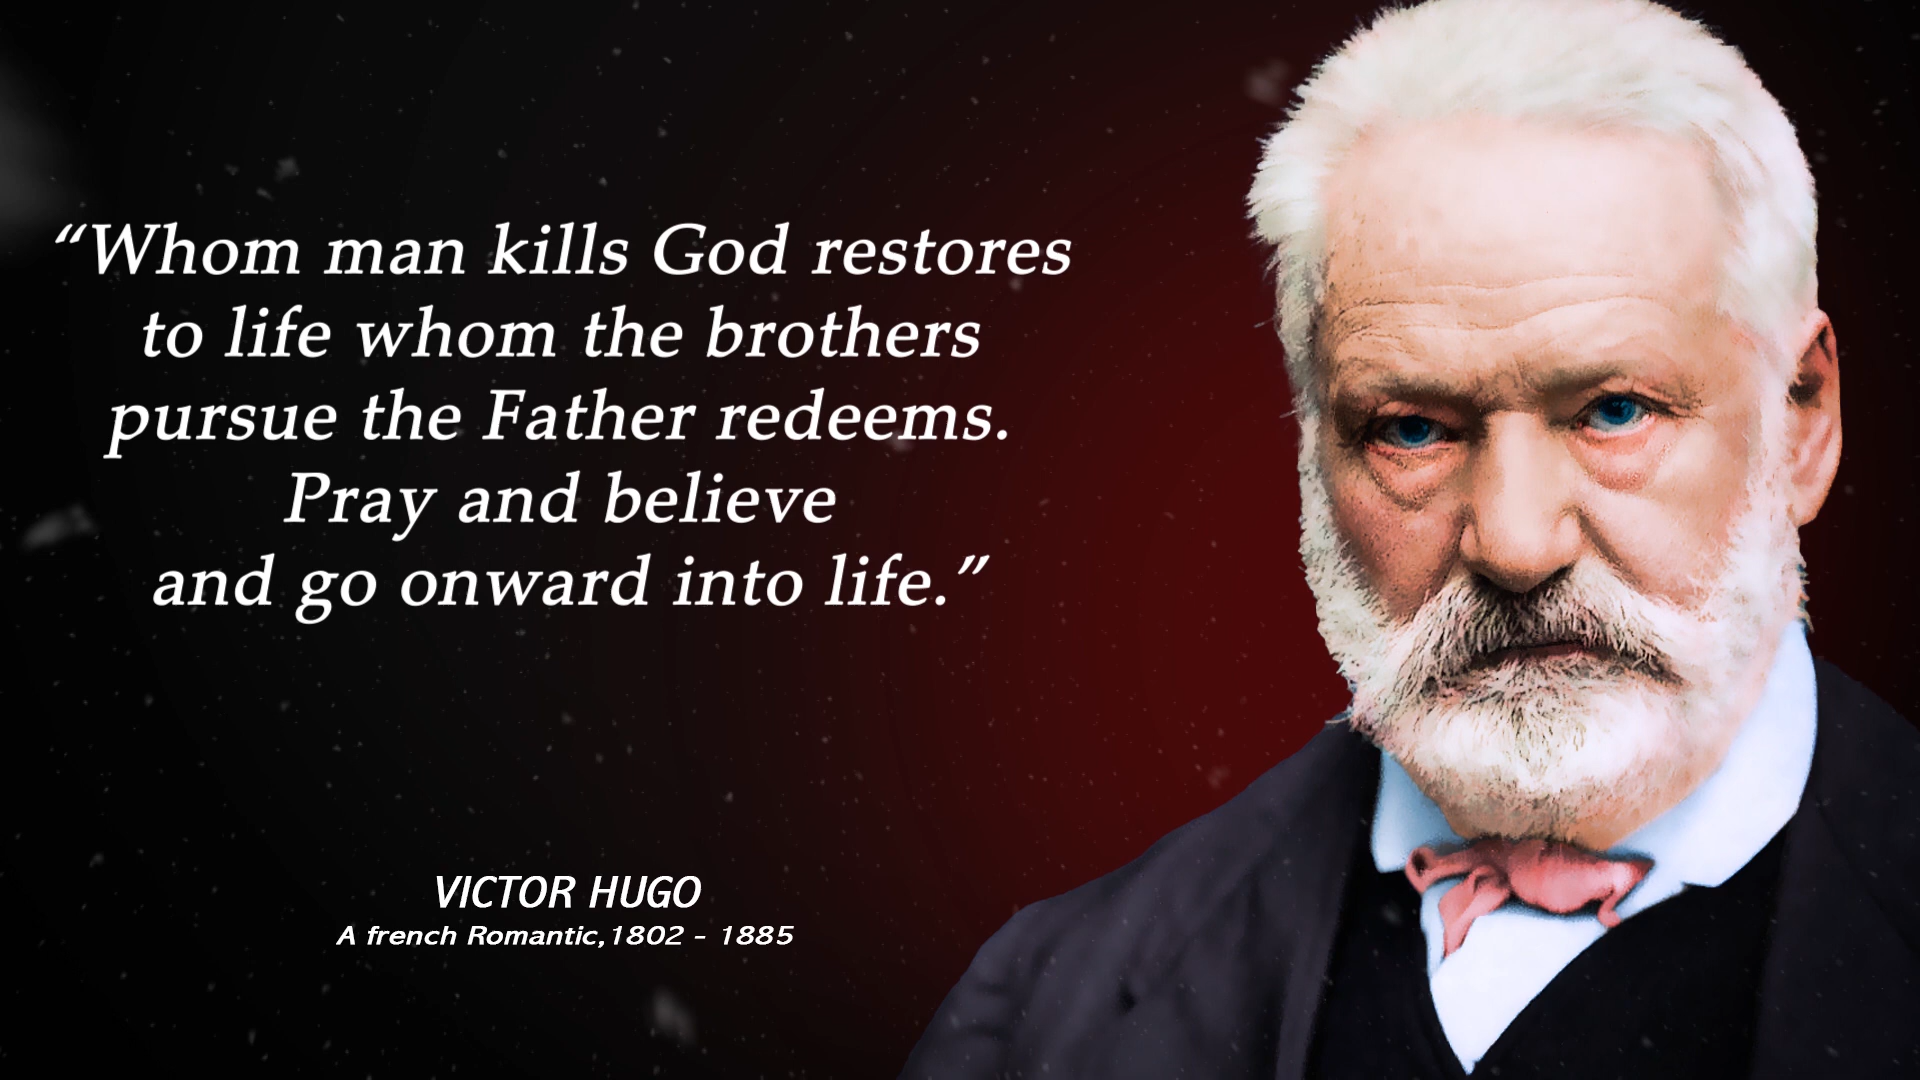 “Whom man kills God restores
to life whom the brothers
pursue the Father redeems.
Pray and believe
and go onward into life.”
VICTOR HUGO
A french Romantic,1802 - 1885